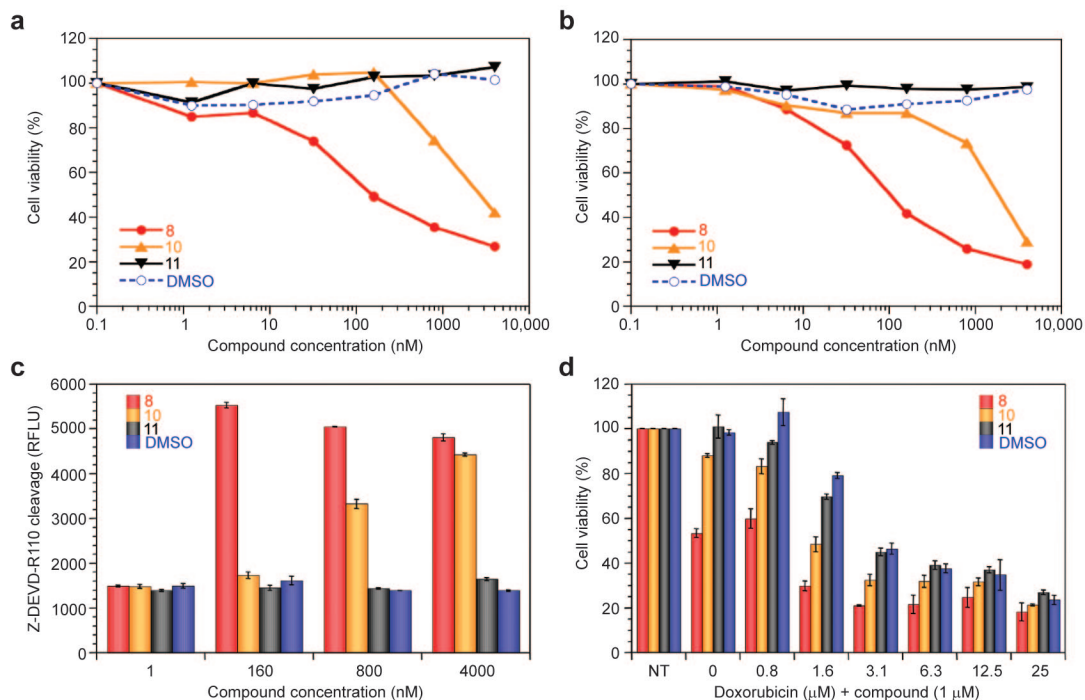 a
120
100
80
60
40
20
0
Cell viability (%)
8
10
11
DMSO
0.1 1 10 100 1000 10,000
Compound concentration (nM)
b
120
100
80
60
40
20
0
Cell viability (%)
8
10
11
DMSO
0.1 1 10 100 1000 10,000
Compound concentration (nM)
c
6000
5000
4000
3000
2000
1000
0
Z-DEVD-R110 cleavage (RFLU)
8
10
11
DMSO
1 160 800 4000
Compound concentration (nM)
d
120
100
80
60
40
20
0
Cell viability (%)
8
10
11
DMSO
NT 0 0.8 1.6 3.1 6.3 12.5 25
Doxorubicin (μM) + compound (1 μM)